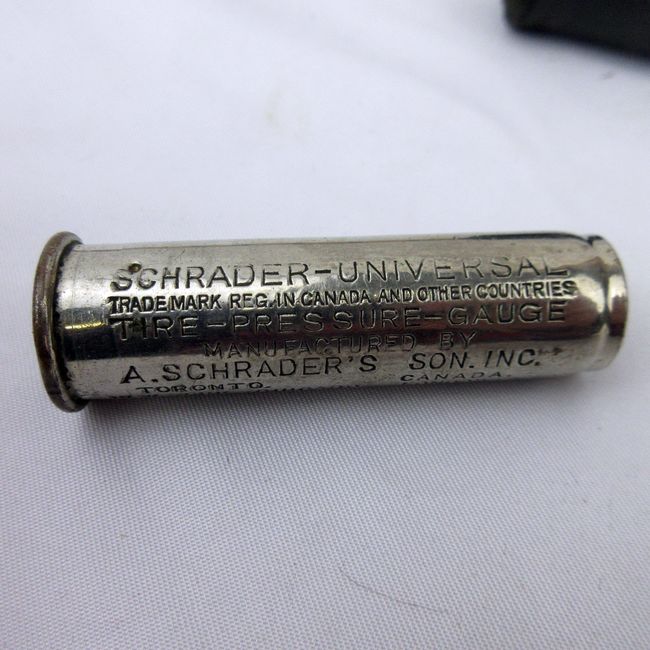 SCHRADER-UNIVERSAL
TRADE MARK REG. IN CANADA AND OTHER COUNTRIES
TIRE-PRESSURE-GAUGE
MANUFACTURED BY
A. SCHRADER'S SON. INC.
TORONTO. CANADA.